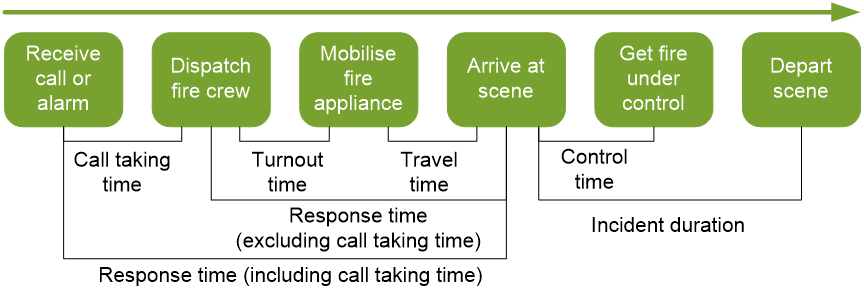 Receive
call or
alarm
Dispatch
fire crew
Mobilise
fire
appliance
Arrive at
scene
Get fire
under
control
Depart
scene
Call taking
time
Turnout
time
Travel
time
Control
time
Response time
(excluding call taking time)
Incident duration
Response time (including call taking time)